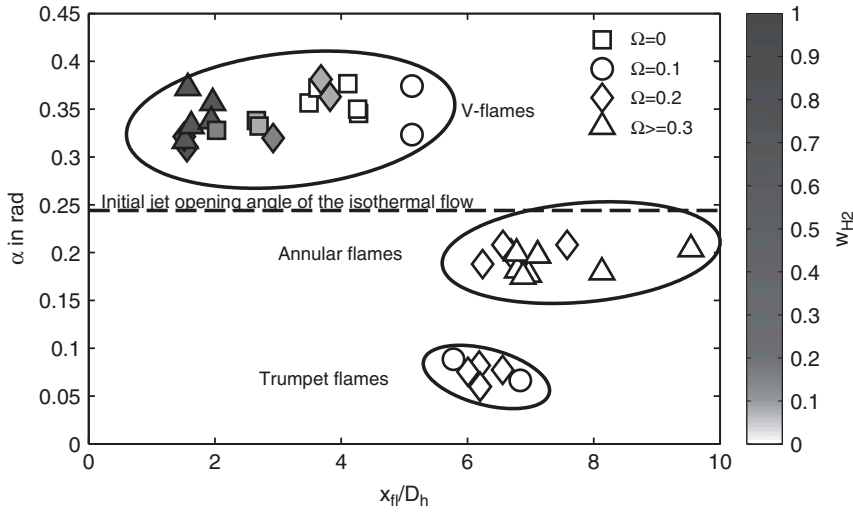 0.45
0.4
0.35
0.3
0.25
0.2
0.15
0.1
0.05
0
α in rad
0 2 4 6 8 10
x_fl/D_h
Ω=0
Ω=0.1
Ω=0.2
Ω>=0.3
V-flames
Initial jet opening angle of the isothermal flow
Annular flames
Trumpet flames
1
0.9
0.8
0.7
0.6
0.5
0.4
0.3
0.2
0.1
0
w_H2